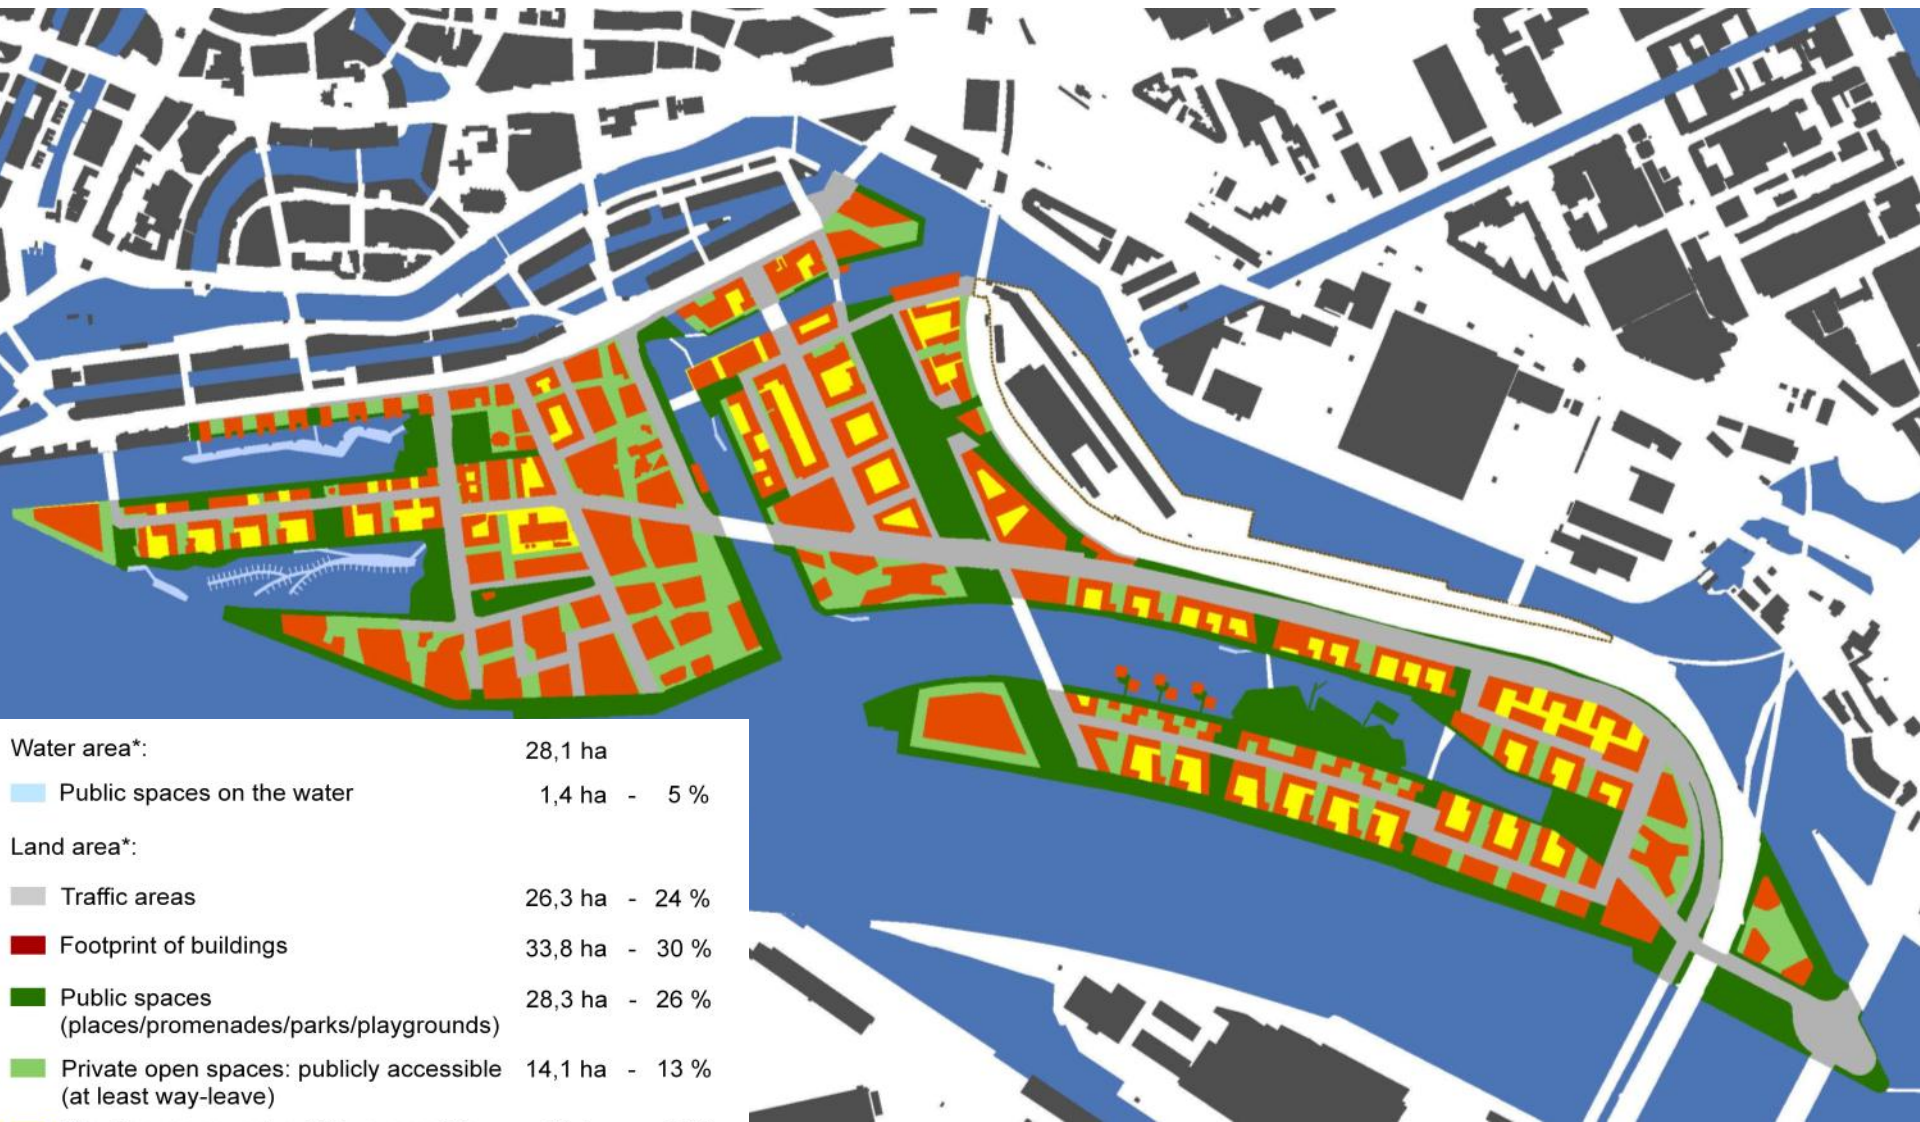 Water area*: 28,1 ha
Public spaces on the water 1,4 ha - 5 %
Land area*:
Traffic areas 26,3 ha - 24 %
Footprint of buildings 33,8 ha - 30 %
Public spaces 28,3 ha - 26 %
(places/promenades/parks/playgrounds)
Private open spaces: publicly accessible 14,1 ha - 13 %
(at least way-leave)